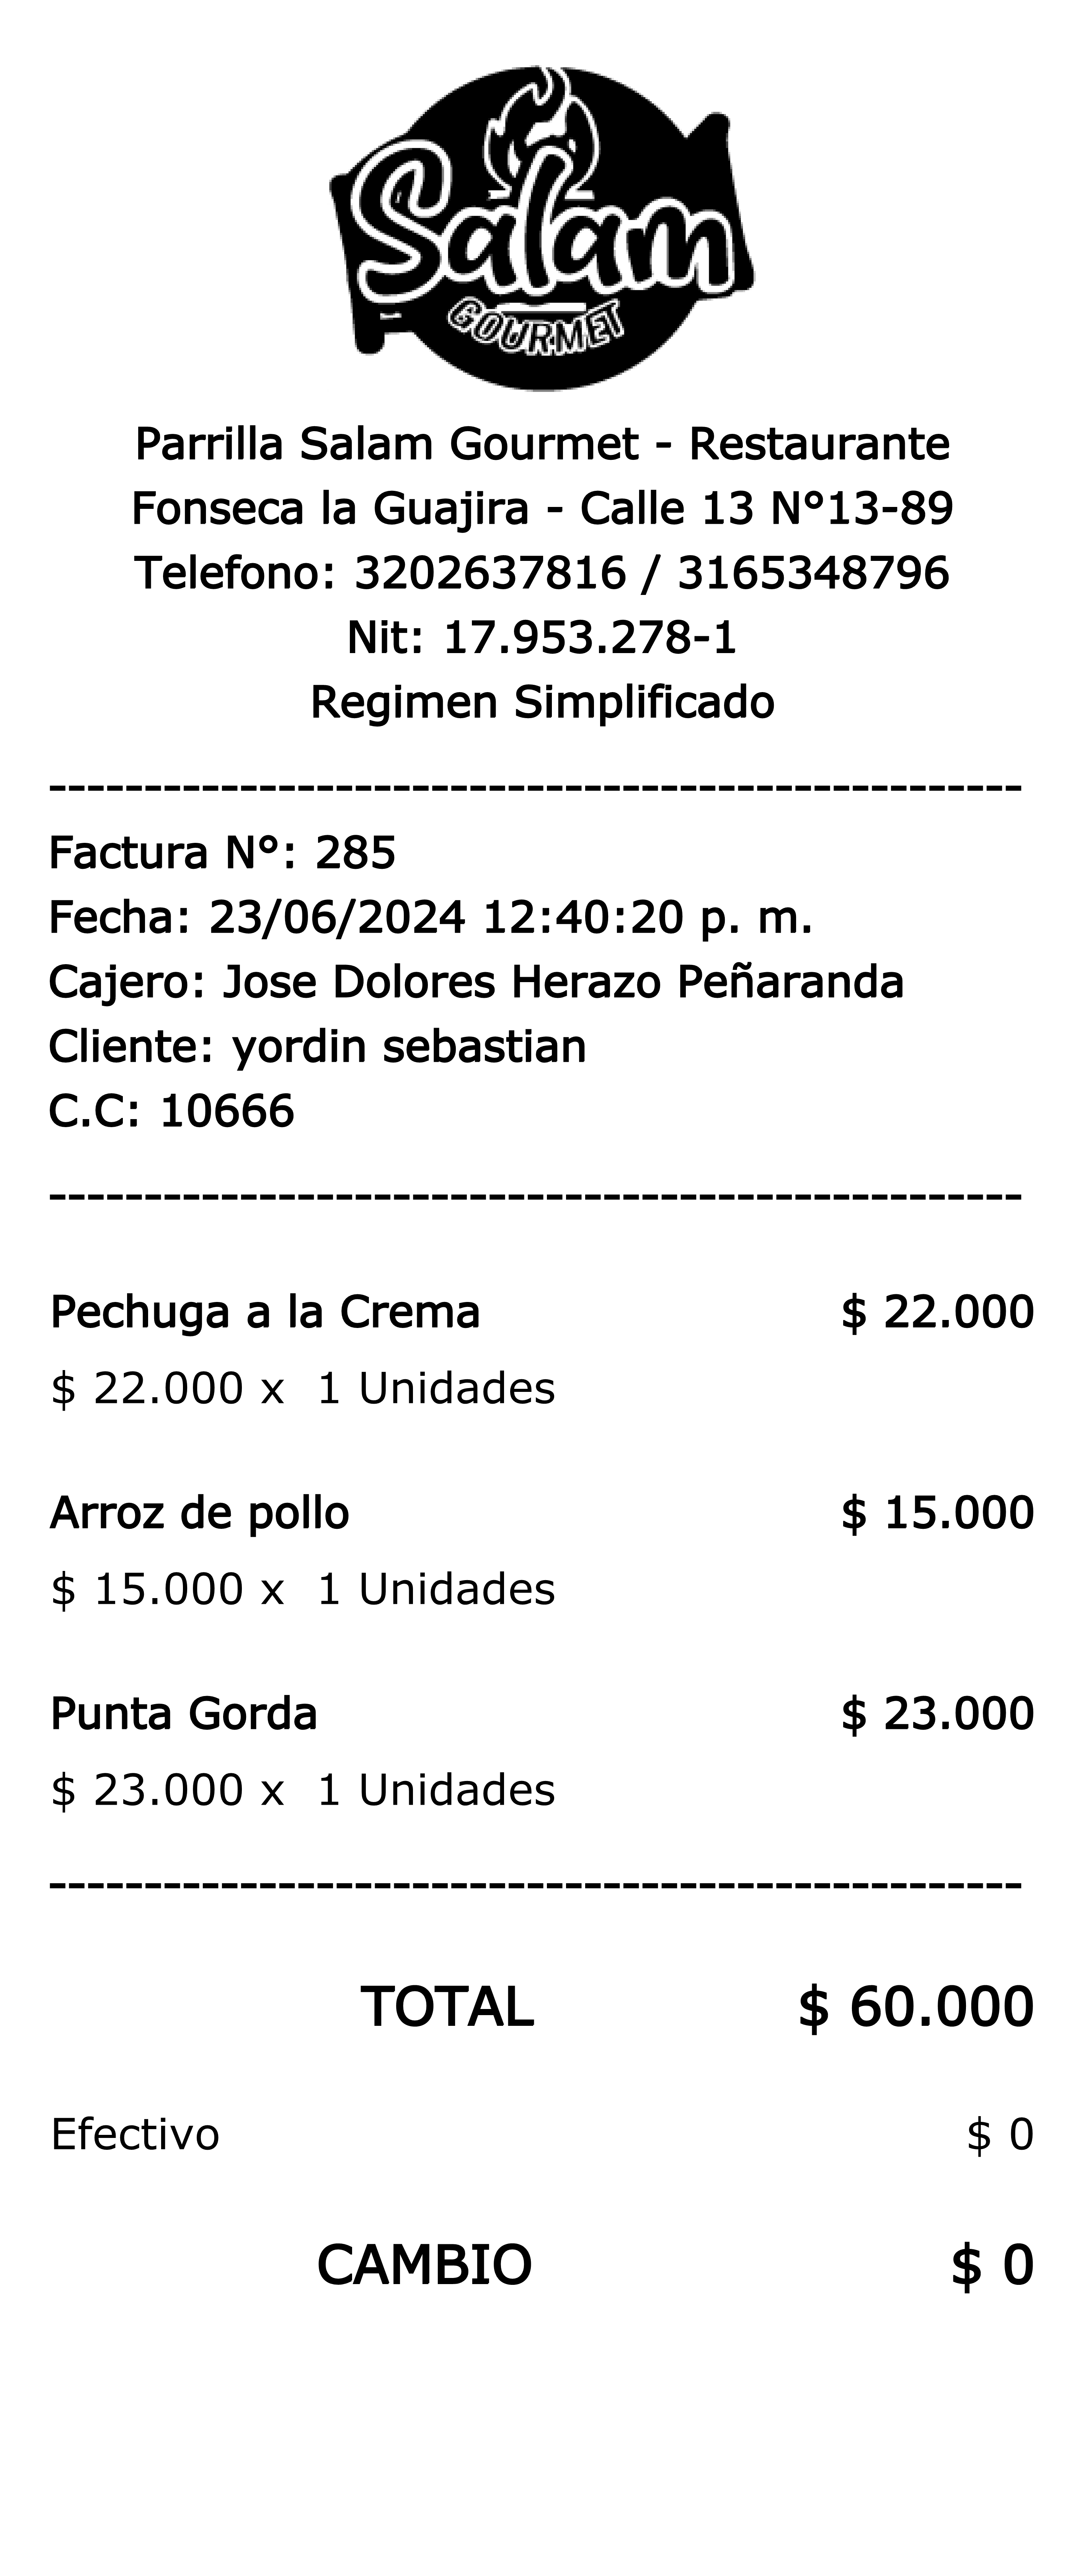 Salam
GOURMET
Parrilla Salam Gourmet - Restaurante
Fonseca la Guajira - Calle 13 N°13-89
Telefono: 3202637816 / 3165348796
Nit: 17.953.278-1
Regimen Simplificado
---------------------------------------------------
Factura N°: 285
Fecha: 23/06/2024 12:40:20 p. m.
Cajero: Jose Dolores Herazo Peñaranda
Cliente: yordin sebastian
C.C: 10666
---------------------------------------------------
Pechuga a la Crema $ 22.000
$ 22.000 x  1 Unidades
Arroz de pollo $ 15.000
$ 15.000 x  1 Unidades
Punta Gorda $ 23.000
$ 23.000 x  1 Unidades
---------------------------------------------------
TOTAL $ 60.000
Efectivo $ 0
CAMBIO $ 0